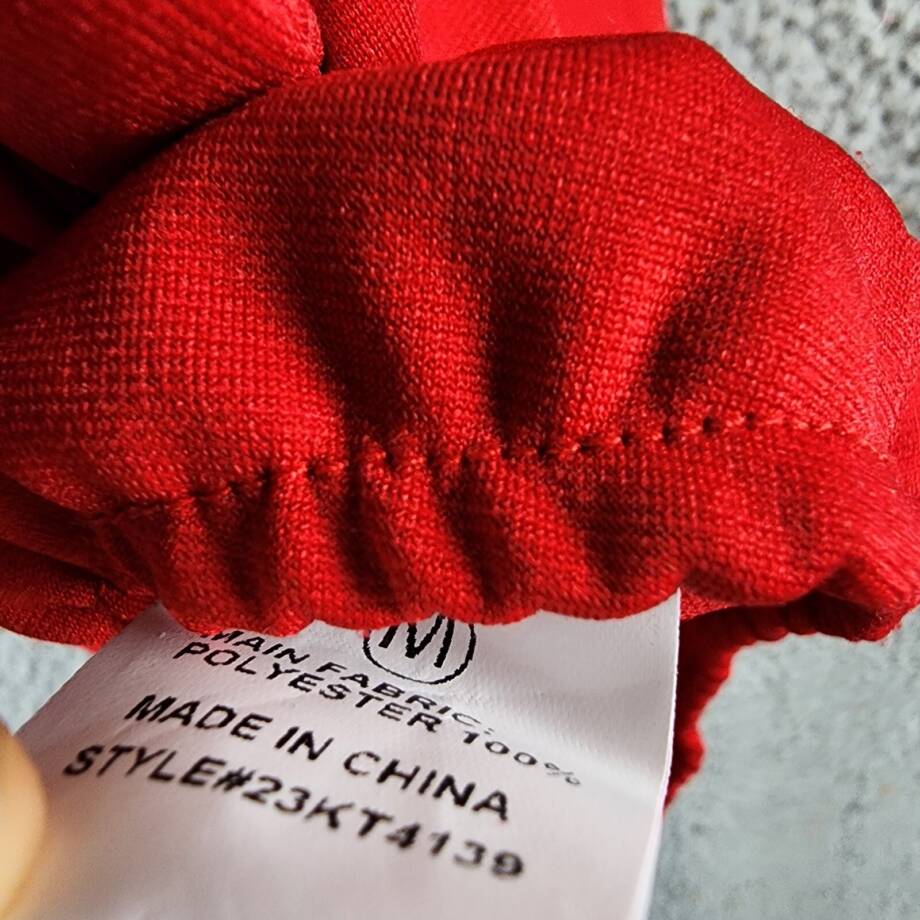 M
MAIN FABRIC:
POLYESTER 100%
MADE IN CHINA
STYLE#23KT4139